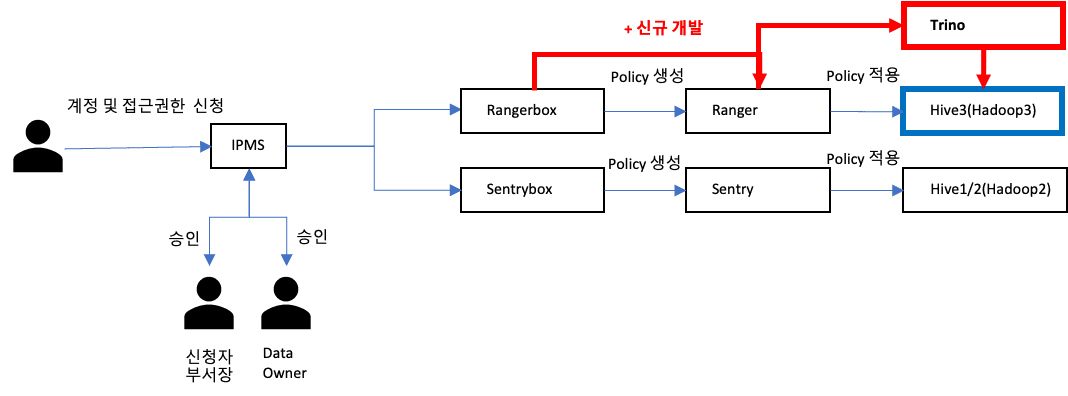 + 신규 개발
Trino
계정 및 접근권한 신청
Policy 생성
Policy 적용
Rangerbox
Ranger
Hive3(Hadoop3)
IPMS
Policy 생성
Policy 적용
Sentrybox
Sentry
Hive1/2(Hadoop2)
승인
승인
신청자
부서장
Data
Owner